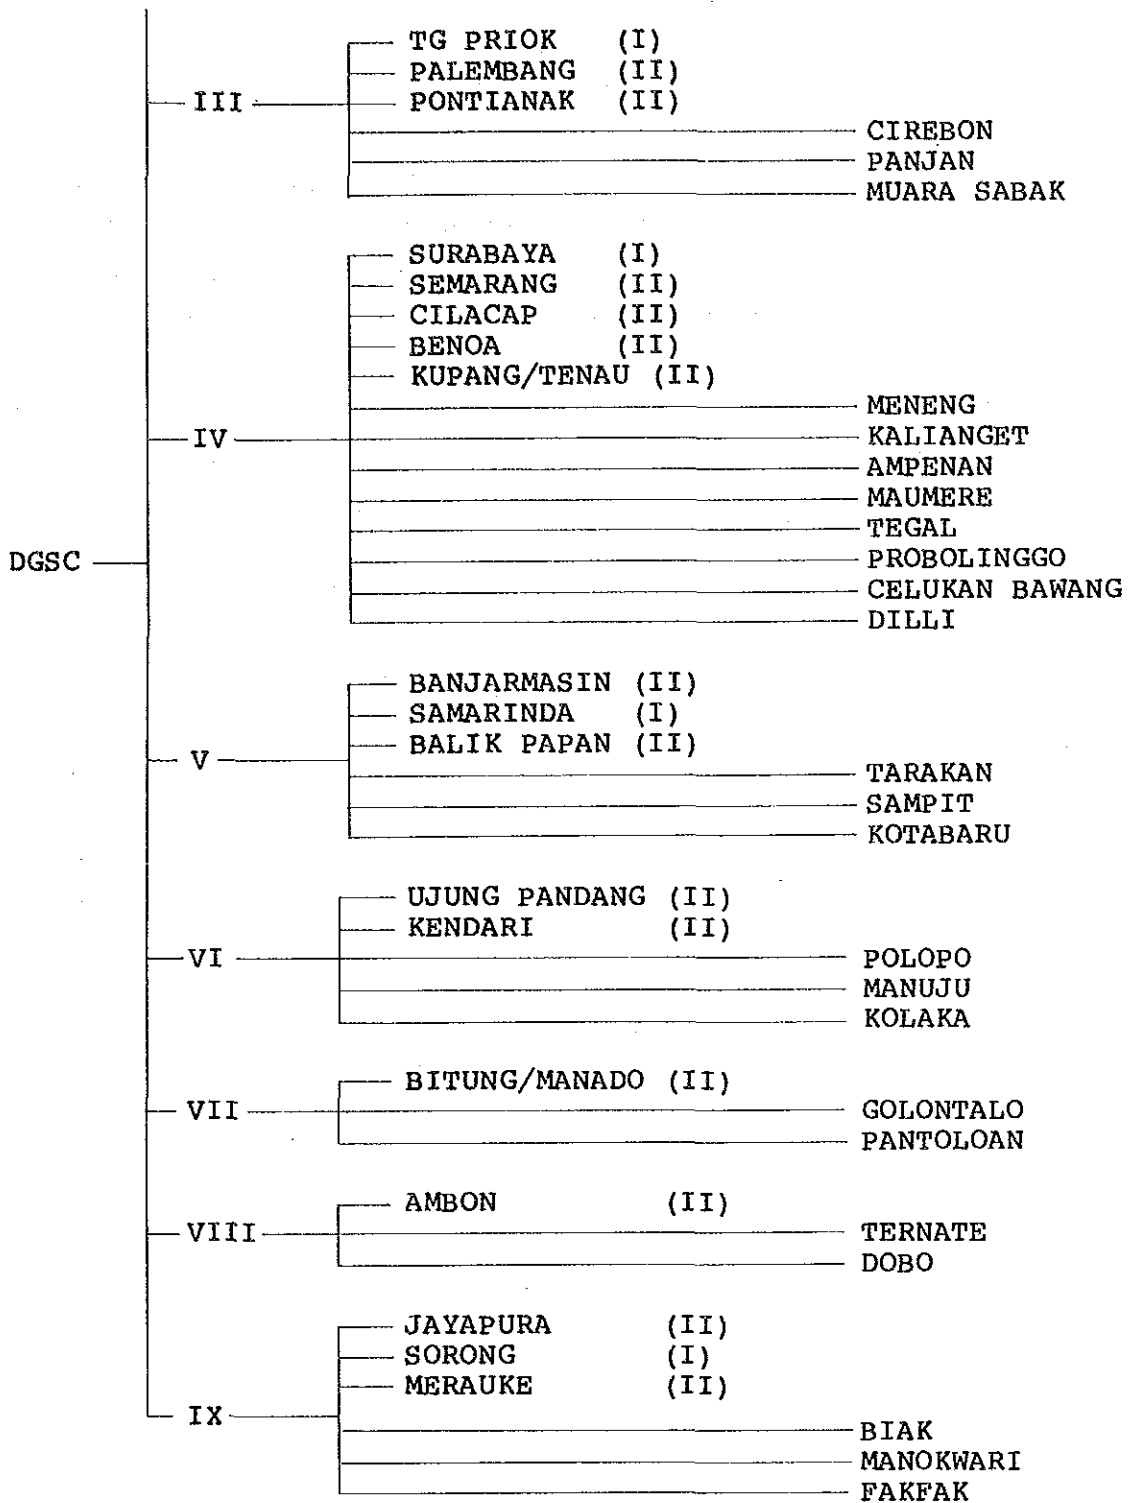 TG PRIOK (I)
PALEMBANG (II)
III
PONTIANAK (II)
CIREBON
PANJAN
MUARA SABAK
SURABAYA (I)
SEMARANG (II)
CILACAP (II)
BENOA (II)
KUPANG/TENAU (II)
MENENG
IV
KALIANGET
AMPENAN
MAUMERE
TEGAL
DGSC
PROBOLINGGO
CELUKAN BAWANG
DILLI
BANJARMASIN (II)
SAMARINDA (I)
BALIK PAPAN (II)
V
TARAKAN
SAMPIT
KOTABARU
UJUNG PANDANG (II)
KENDARI (II)
VI
POLOPO
MANUJU
KOLAKA
BITUNG/MANADO (II)
VII
GOLONTALO
PANTOLOAN
AMBON (II)
VIII
TERNATE
DOBO
JAYAPURA (II)
SORONG (I)
MERAUKE (II)
IX
BIAK
MANOKWARI
FAKFAK